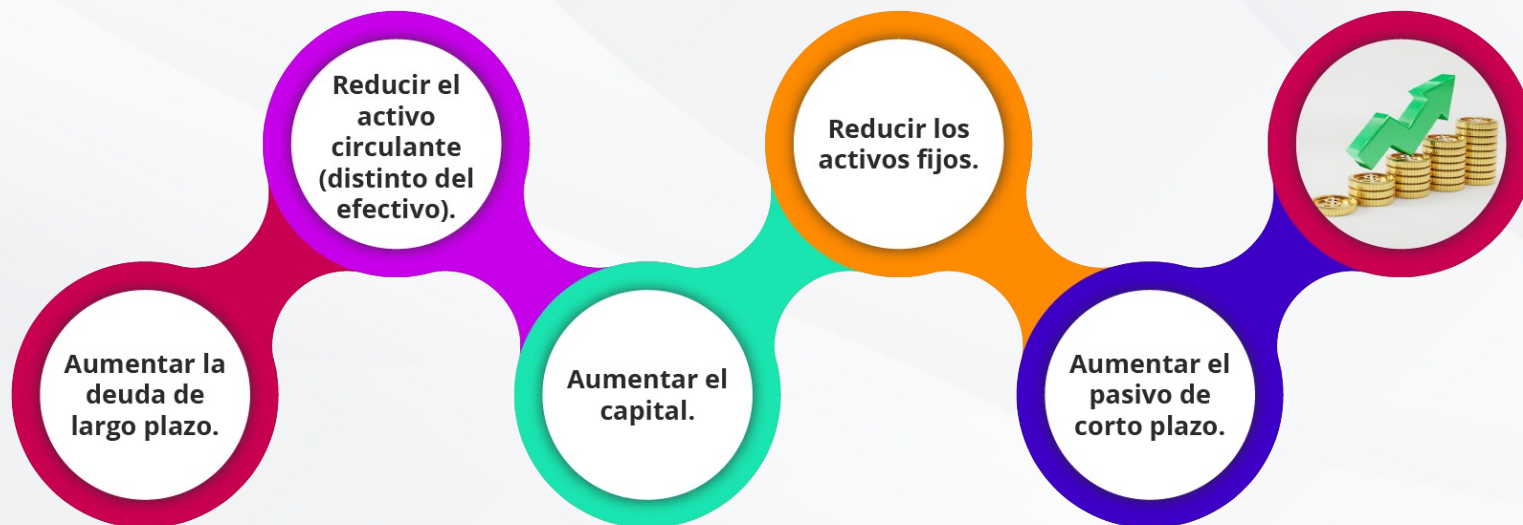 Aumentar la
deuda de
largo plazo.
Reducir el
activo
circulante
(distinto del
efectivo).
Aumentar el
capital.
Reducir los
activos fijos.
Aumentar el
pasivo de
corto plazo.